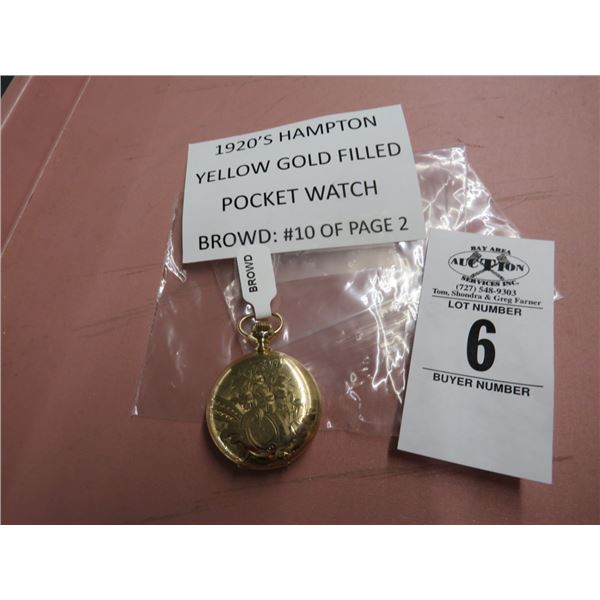 1920'S HAMPTON
YELLOW GOLD FILLED
POCKET WATCH
BROWD: #10 OF PAGE 2
BROWD
BAY AREA
AUCTION
SERVICES INC.
(727) 548-9303
Tom, Shondra & Greg Farner
LOT NUMBER
6
BUYER NUMBER